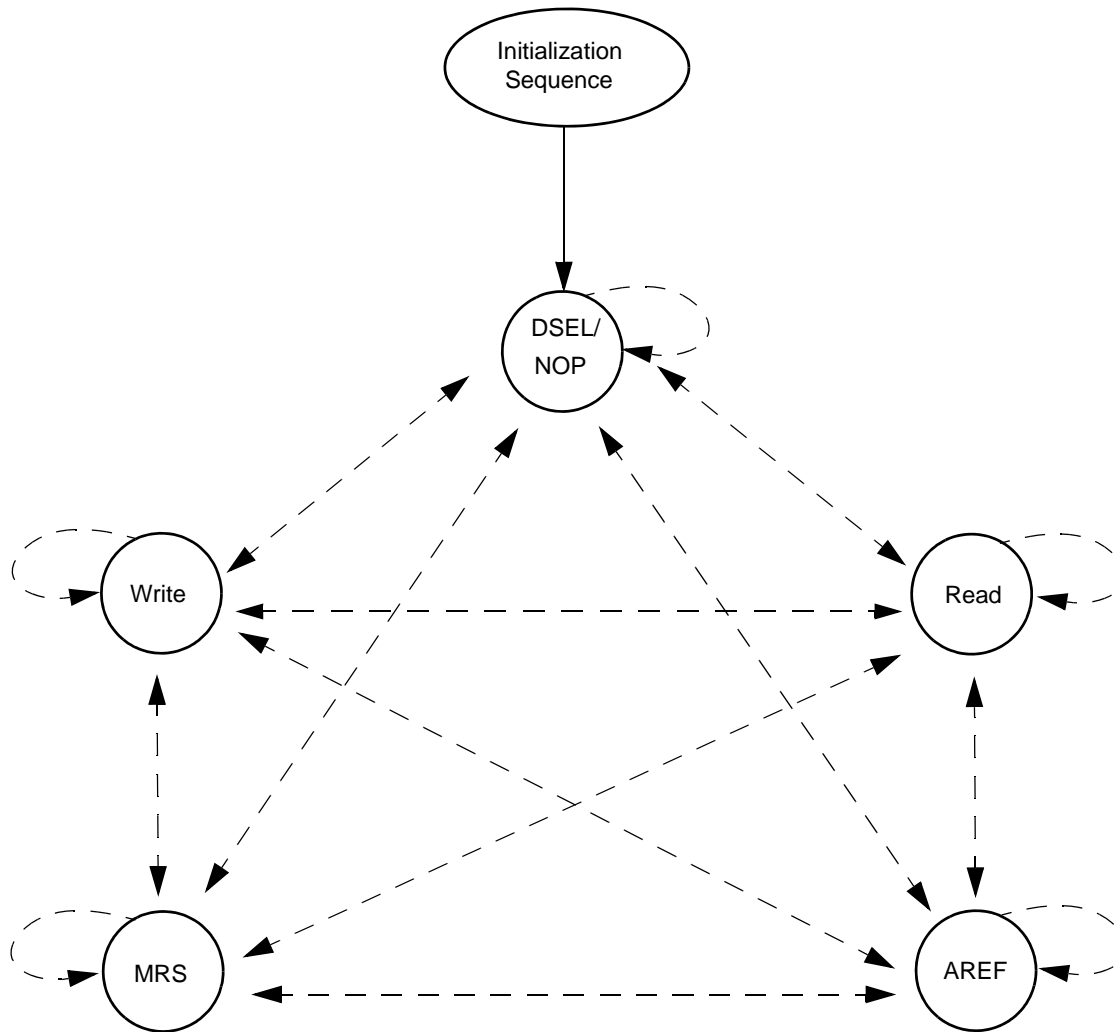 Initialization
Sequence
DSEL/
NOP
Write
Read
MRS
AREF